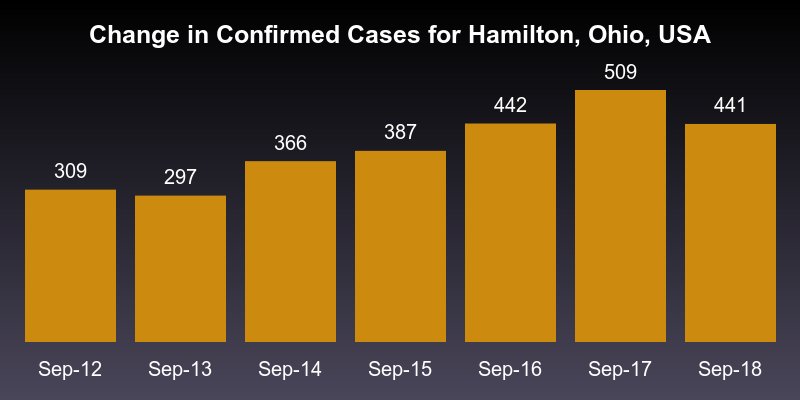 Change in Confirmed Cases for Hamilton, Ohio, USA
309 297 366 387 442 509 441
Sep-12 Sep-13 Sep-14 Sep-15 Sep-16 Sep-17 Sep-18